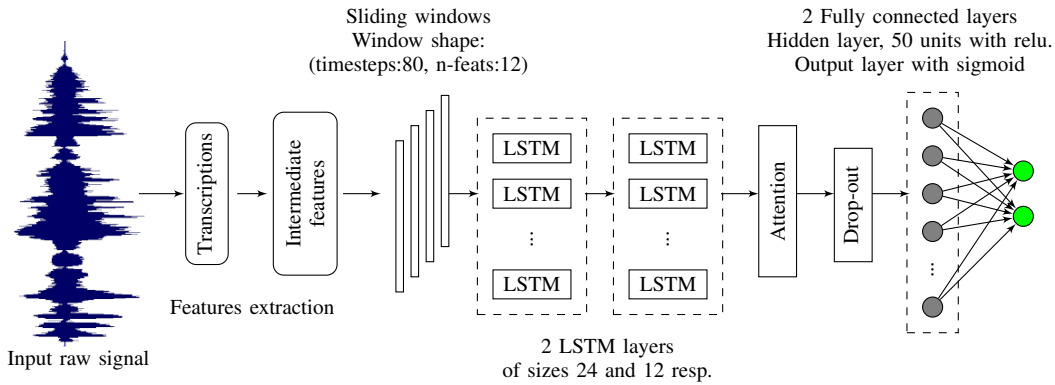 Sliding windows
Window shape:
(timesteps:80, n-feats:12)
2 Fully connected layers
Hidden layer, 50 units with relu.
Output layer with sigmoid
Input raw signal
Transcriptions
Intermediate
features
Features extraction
LSTM
LSTM
...
LSTM
LSTM
LSTM
...
LSTM
2 LSTM layers
of sizes 24 and 12 resp.
Attention
Drop-out
...